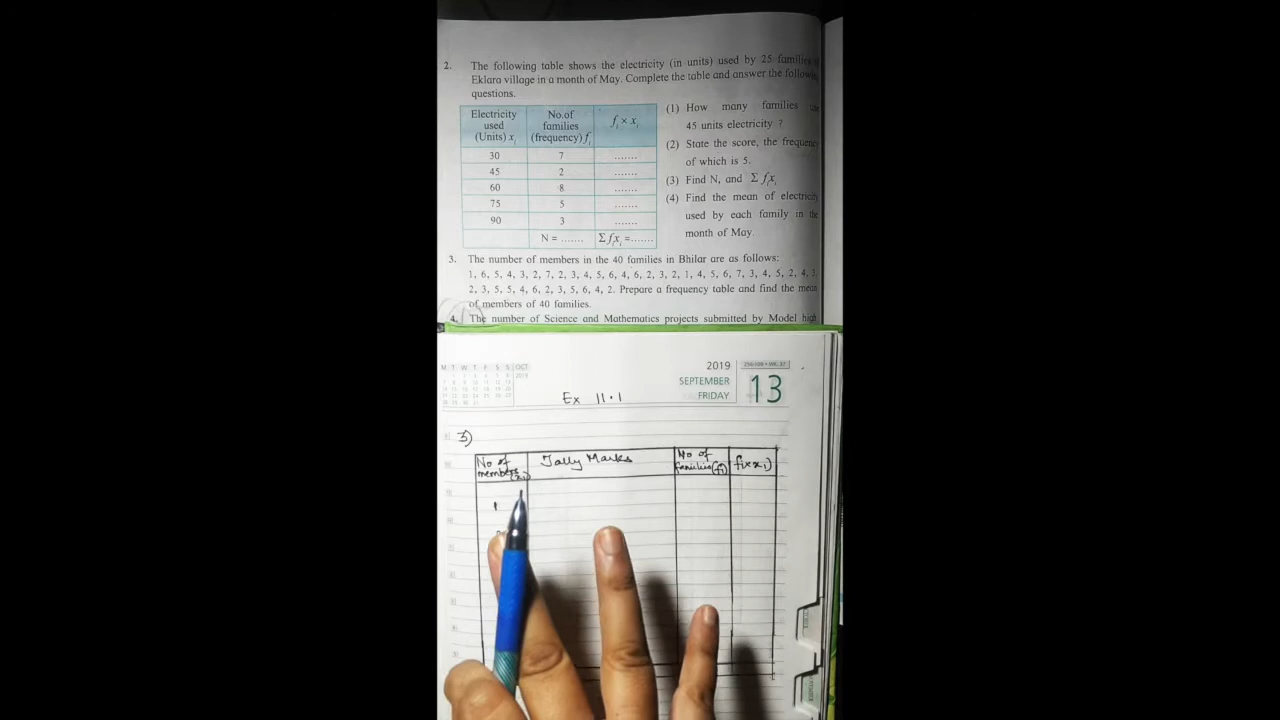 2. The following table shows the electricity (in units) used by 25 families
Eklara village in a month of May. Complete the table and answer the
questions.
Electricity used (Units) xᵢ | No.of families (frequency) fᵢ | fᵢ × xᵢ
30 7 .......
45 2 .......
60 8 .......
75 5 .......
90 3 .......
N = ....... Σ fᵢxᵢ =.......
(1) How many families
45 units electricity ?
(2) State the score, the
of which is 5.
(3) Find N, and Σ fᵢxᵢ
(4) Find the mean of
used by each family in the
month of May.
3. The number of members in the 40 families in Bhilar are as follows:
1, 6, 5, 4, 3, 2, 7, 2, 3, 4, 5, 6, 4, 6, 2, 3, 2, 1, 4, 5, 6, 7, 3, 4, 5, 2, 4, 3
2, 3, 5, 5, 4, 6, 2, 3, 5, 6, 4, 2. Prepare a frequency table and find the mean
of members of 40 families.
4. The number of Science and Mathematics projects submitted by Model high
M T W T F S S OCT
2019
2019
SEPTEMBER
FRIDAY
13
Ex 11.1
3)
No of members (xᵢ) | Tally Marks | No of families (fᵢ) | fᵢ × xᵢ)
1